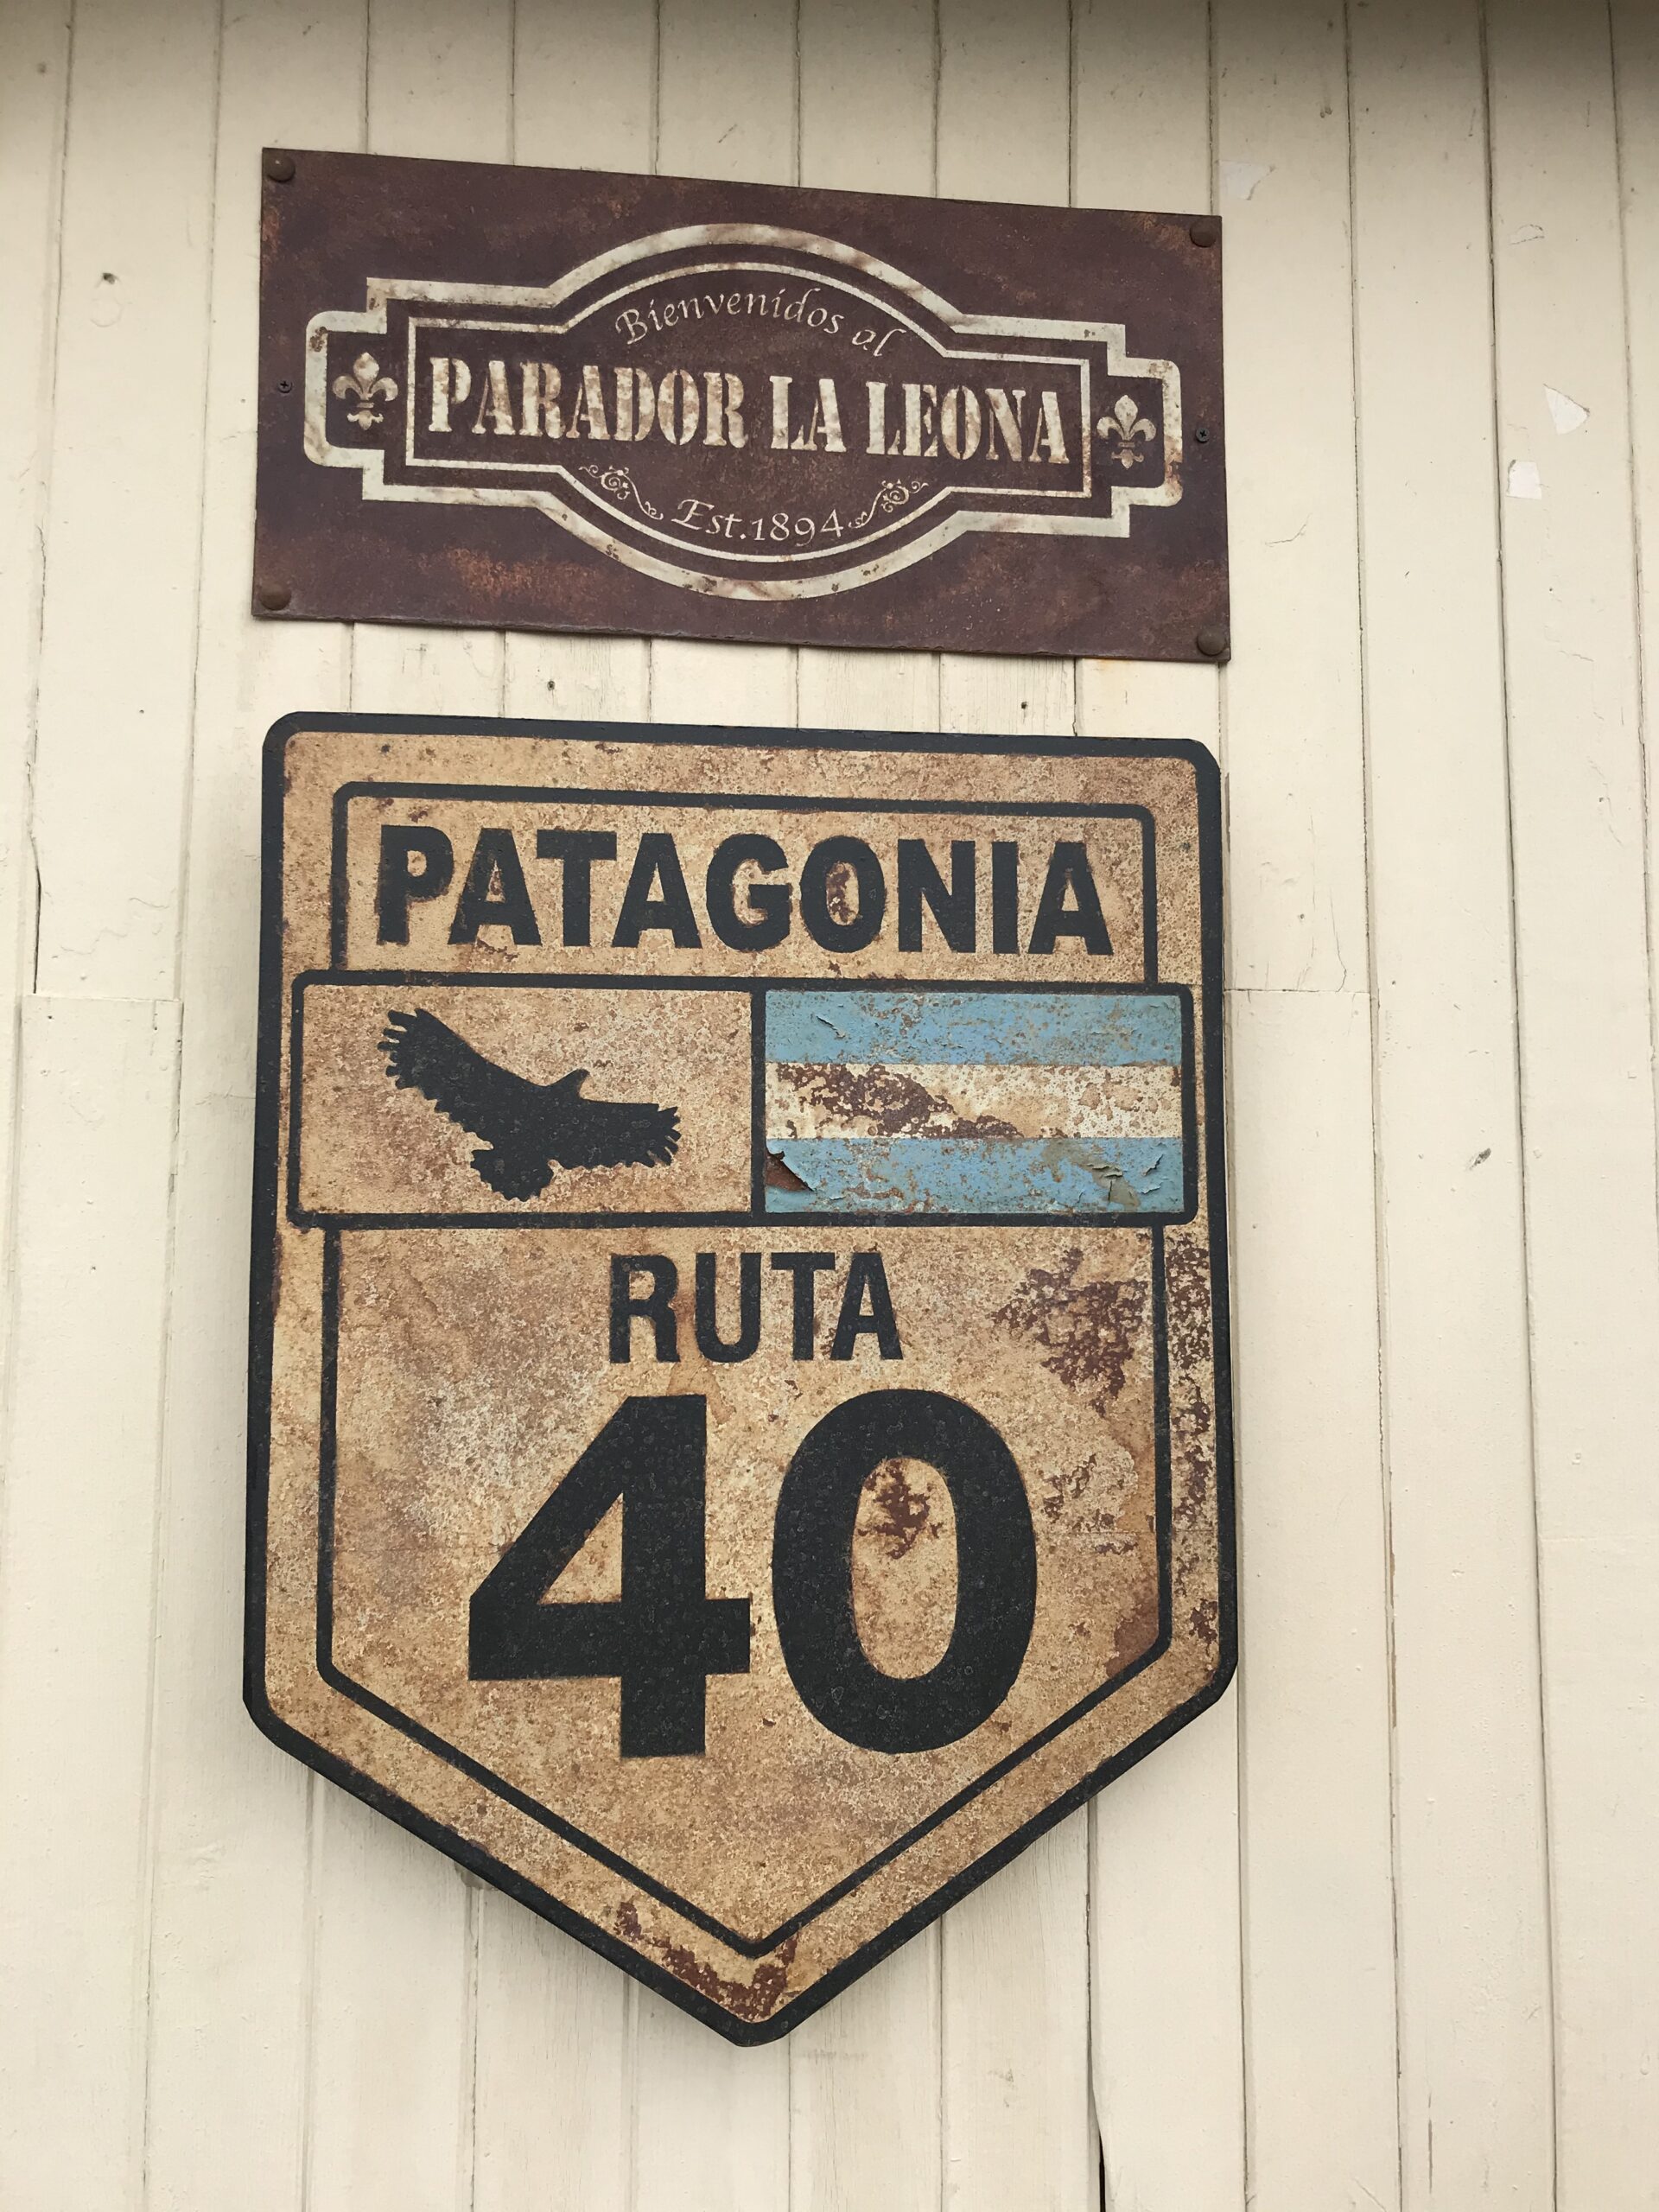 Bienvenidos al
PARADOR LA LEONA
Est.1894
PATAGONIA
RUTA
40